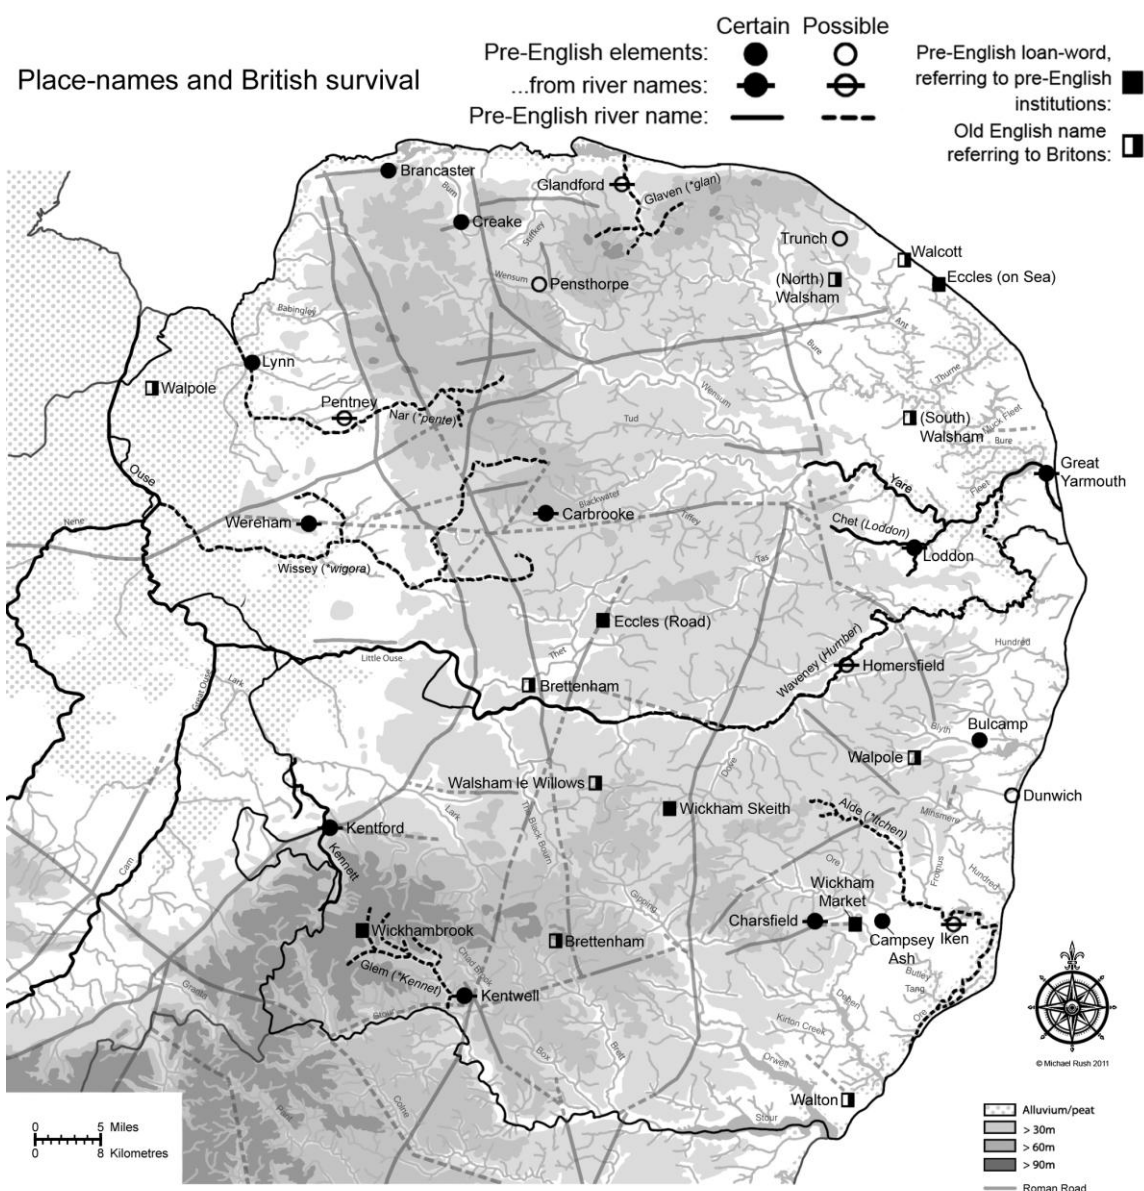 Place-names and British survival
Certain Possible
Pre-English elements:
...from river names:
Pre-English river name:
Pre-English loan-word,
referring to pre-English
institutions:
Old English name
referring to Britons:
Brancaster
Burn
Creake
Stiffkey
Glandford
Glaven (*glan)
Trunch
Walcott
(North)
Walsham
Eccles (on Sea)
Wensum
Pensthorpe
Babingley
Ant
Bure
Thurne
Lynn
Walpole
Pentney
Nar (*pente)
Wensum
Tud
(South)
Walsham
Muck Fleet
Bure
Ouse
Nene
Great
Yarmouth
Yare
Fleet
Blackwater
Tiffey
Wereham
Carbrooke
Chet (Loddon)
Loddon
Tas
Wissey (*wigora)
Eccles (Road)
Thet
Little Ouse
Great Ouse
Lark
Brettenham
Waveney (Humber)
Homersfield
Hundred
Bulcamp
Blyth
Walpole
Dove
Walsham le Willows
Lark
The Black Bourn
Wickham Skeith
Dunwich
Minsmere
Alde (*Itchen)
Kentford
Kennett
Cam
Fromus
Hundred
Ore
Wickham
Market
Gipping
Charsfield
Campsey
Ash
Iken
Wickhambrook
Brettenham
Glem (*Kennet)
Chad Brook
Kentwell
Granta
Stour
Butley
Tang
Deben
Ore
Kirton Creek
Orwell
Box
Brett
Colne
Pant
Walton
Stour
© Michael Rush 2011
0 5 Miles
0 8 Kilometres
Alluvium/peat
> 30m
> 60m
> 90m
Roman Road